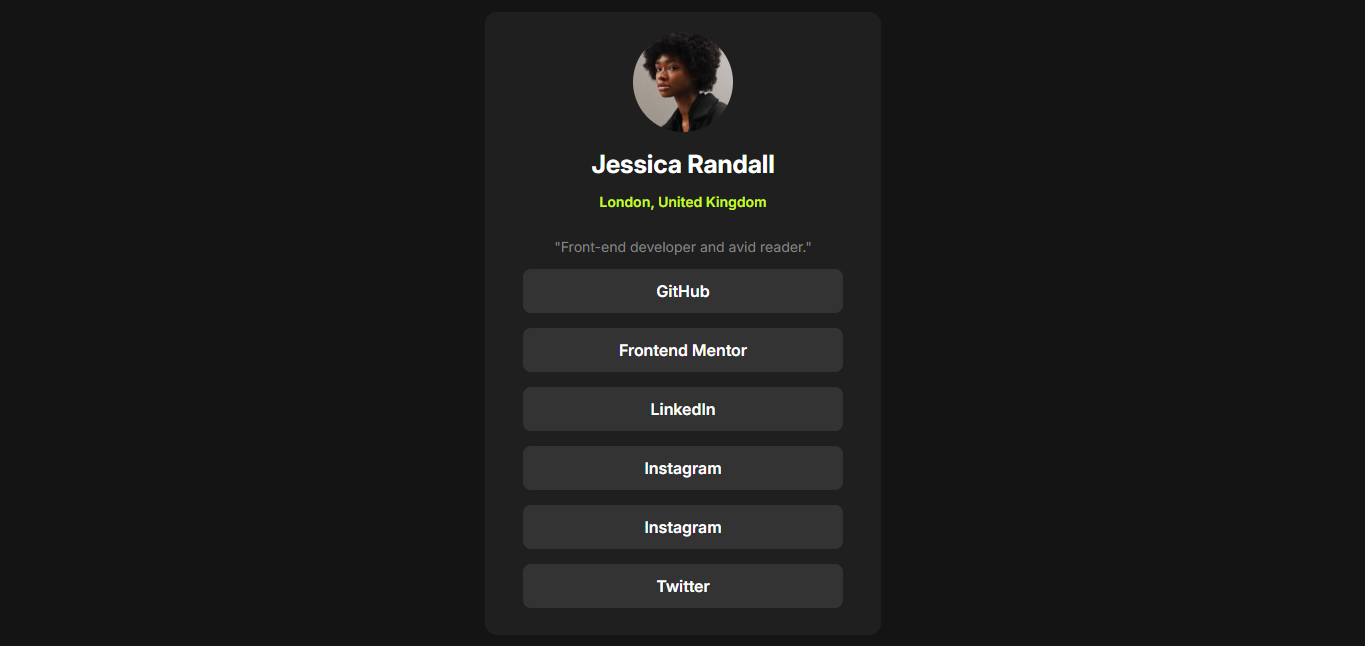 Jessica Randall
London, United Kingdom
"Front-end developer and avid reader."
GitHub
Frontend Mentor
LinkedIn
Instagram
Instagram
Twitter